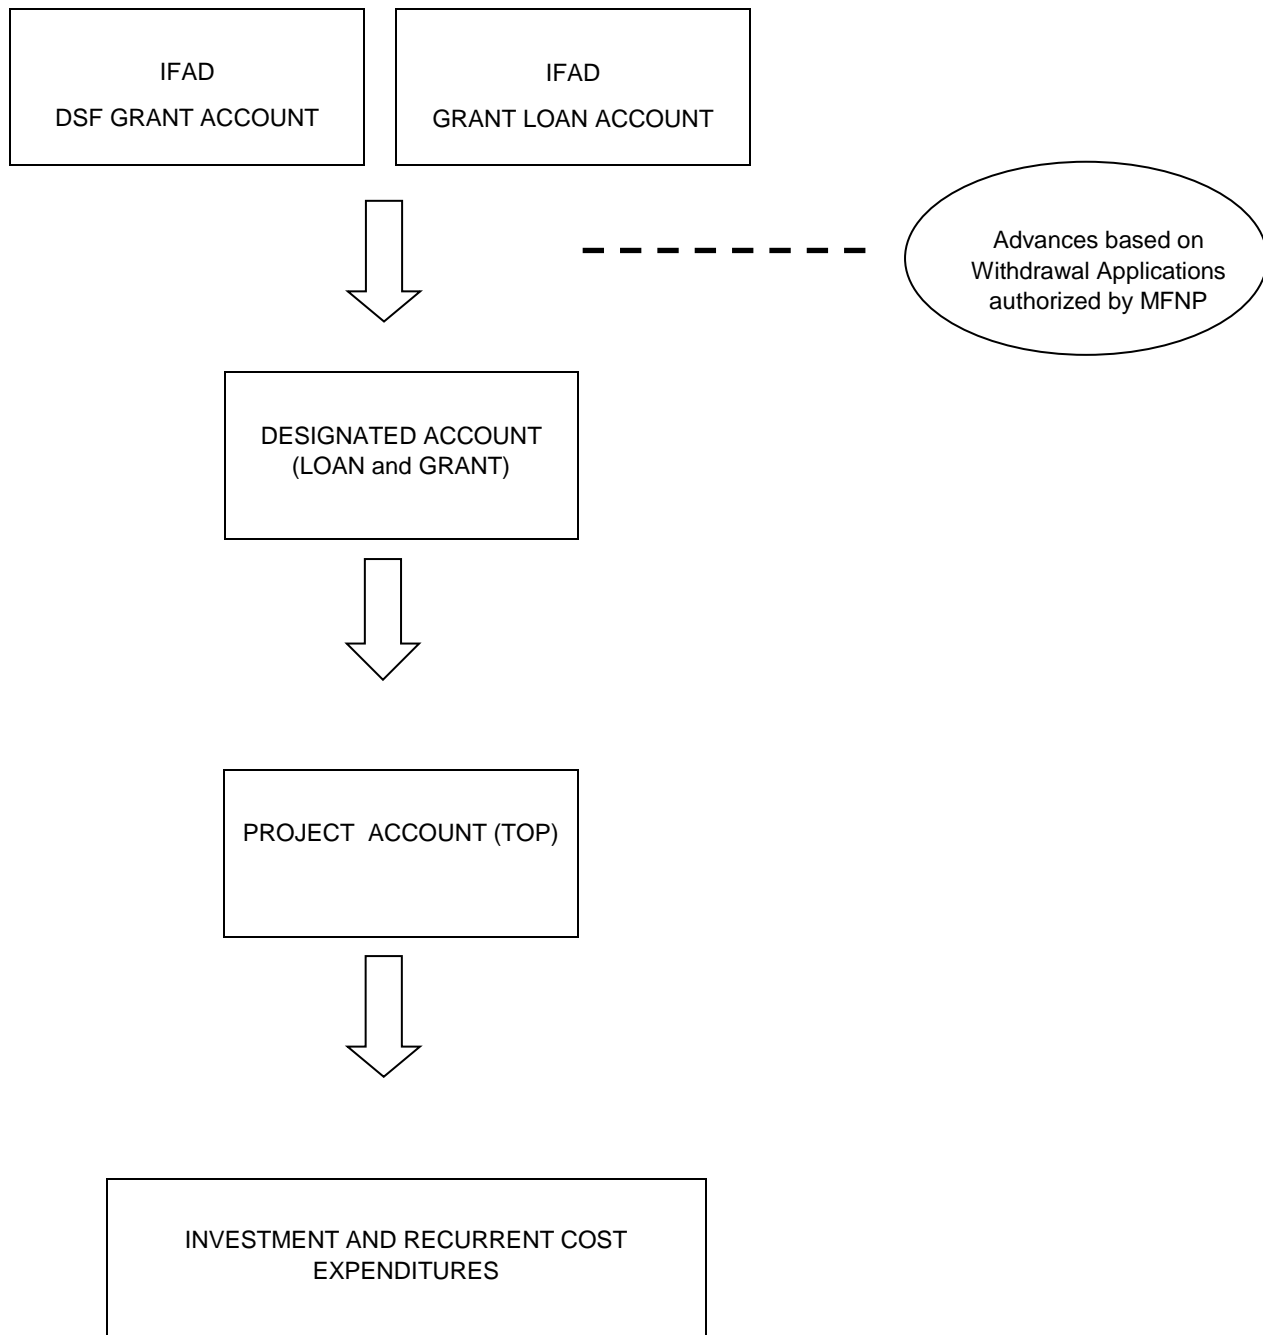 IFAD
DSF GRANT ACCOUNT
IFAD
GRANT LOAN ACCOUNT
Advances based on
Withdrawal Applications
authorized by MFNP
DESIGNATED ACCOUNT
(LOAN and GRANT)
PROJECT  ACCOUNT (TOP)
INVESTMENT AND RECURRENT COST
EXPENDITURES